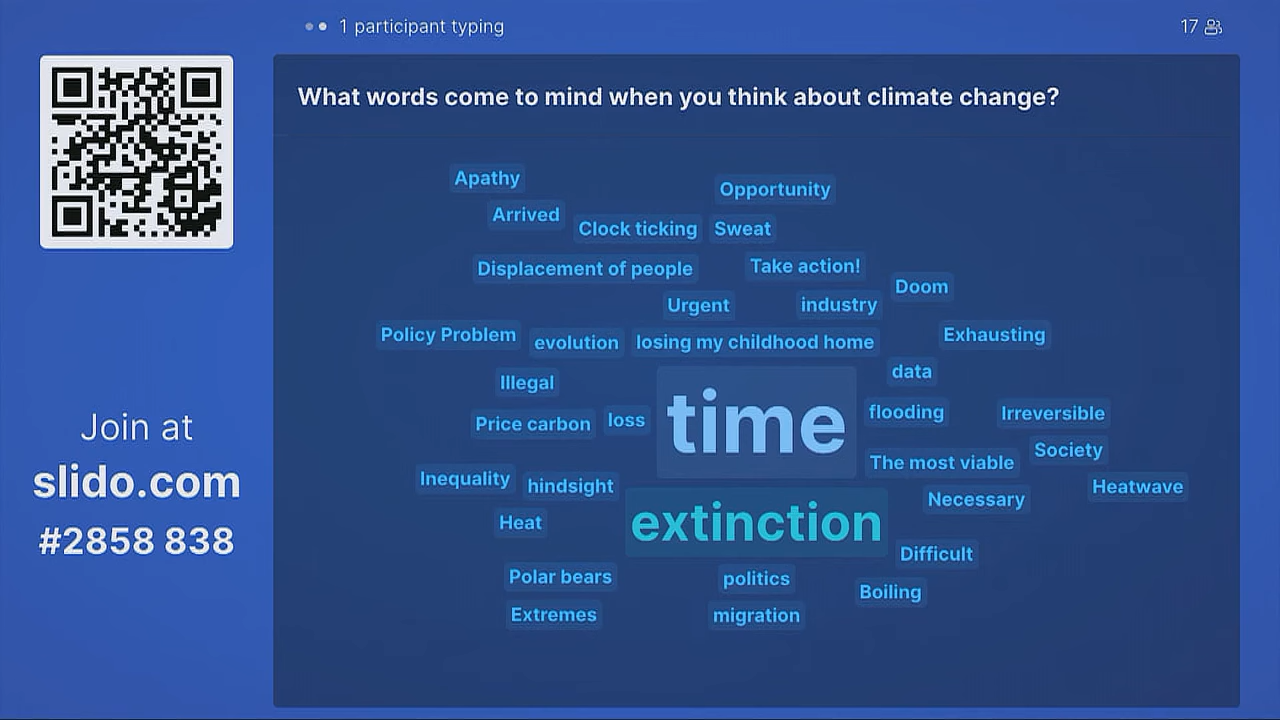 1 participant typing
17
What words come to mind when you think about climate change?
Apathy
Opportunity
Arrived
Clock ticking
Sweat
Displacement of people
Take action!
Doom
Urgent
industry
Policy Problem
evolution
losing my childhood home
Exhausting
data
Illegal
time
flooding
Irreversible
Price carbon
loss
Society
The most viable
Inequality
hindsight
Heatwave
Necessary
Heat
extinction
Difficult
Polar bears
politics
Boiling
Extremes
migration
Join at
slido.com
#2858 838